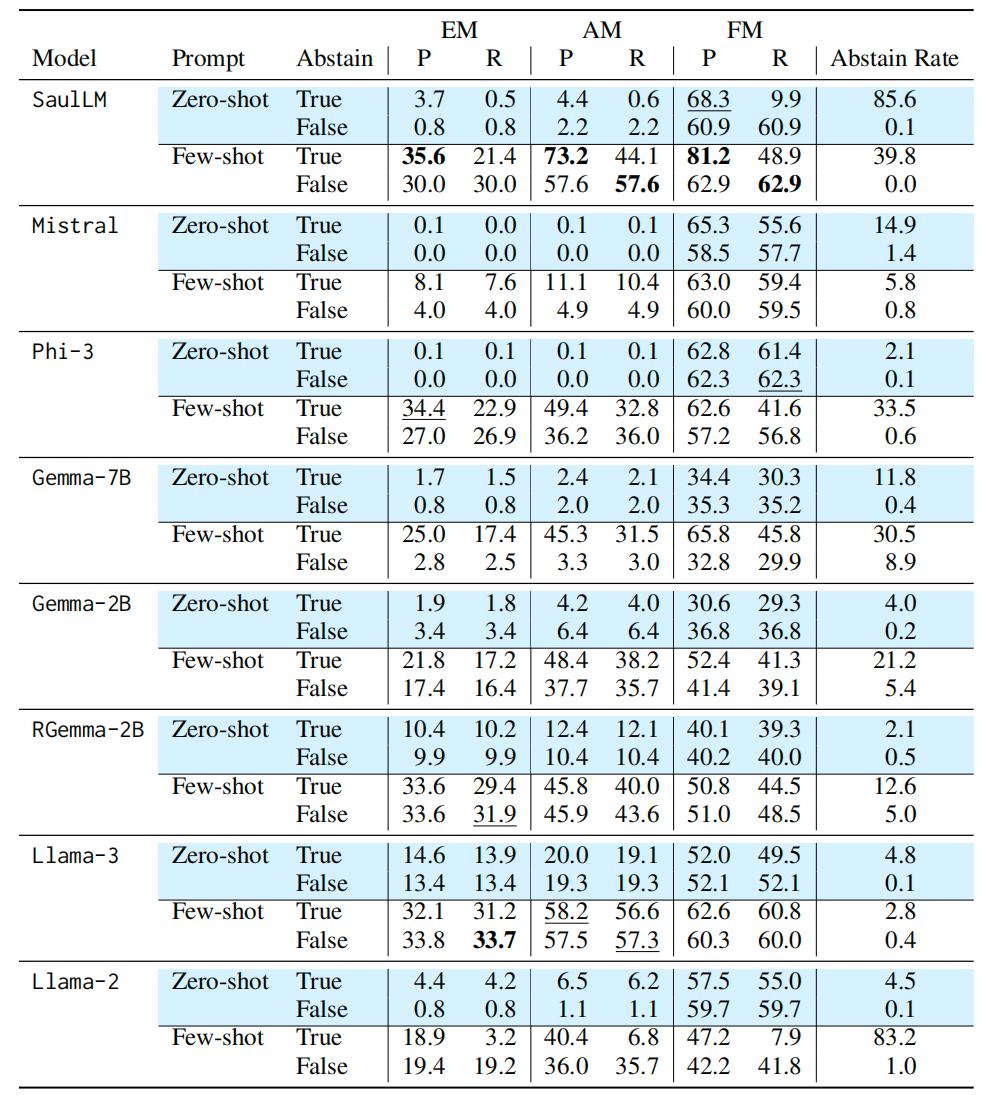 EM AM FM
Model Prompt Abstain P R P R P R Abstain Rate
SaulLM Zero-shot True 3.7 0.5 4.4 0.6 68.3 9.9 85.6
False 0.8 0.8 2.2 2.2 60.9 60.9 0.1
Few-shot True 35.6 21.4 73.2 44.1 81.2 48.9 39.8
False 30.0 30.0 57.6 57.6 62.9 62.9 0.0
Mistral Zero-shot True 0.1 0.0 0.1 0.1 65.3 55.6 14.9
False 0.0 0.0 0.0 0.0 58.5 57.7 1.4
Few-shot True 8.1 7.6 11.1 10.4 63.0 59.4 5.8
False 4.0 4.0 4.9 4.9 60.0 59.5 0.8
Phi-3 Zero-shot True 0.1 0.1 0.1 0.1 62.8 61.4 2.1
False 0.0 0.0 0.0 0.0 62.3 62.3 0.1
Few-shot True 34.4 22.9 49.4 32.8 62.6 41.6 33.5
False 27.0 26.9 36.2 36.0 57.2 56.8 0.6
Gemma-7B Zero-shot True 1.7 1.5 2.4 2.1 34.4 30.3 11.8
False 0.8 0.8 2.0 2.0 35.3 35.2 0.4
Few-shot True 25.0 17.4 45.3 31.5 65.8 45.8 30.5
False 2.8 2.5 3.3 3.0 32.8 29.9 8.9
Gemma-2B Zero-shot True 1.9 1.8 4.2 4.0 30.6 29.3 4.0
False 3.4 3.4 6.4 6.4 36.8 36.8 0.2
Few-shot True 21.8 17.2 48.4 38.2 52.4 41.3 21.2
False 17.4 16.4 37.7 35.7 41.4 39.1 5.4
RGemma-2B Zero-shot True 10.4 10.2 12.4 12.1 40.1 39.3 2.1
False 9.9 9.9 10.4 10.4 40.2 40.0 0.5
Few-shot True 33.6 29.4 45.8 40.0 50.8 44.5 12.6
False 33.6 31.9 45.9 43.6 51.0 48.5 5.0
Llama-3 Zero-shot True 14.6 13.9 20.0 19.1 52.0 49.5 4.8
False 13.4 13.4 19.3 19.3 52.1 52.1 0.1
Few-shot True 32.1 31.2 58.2 56.6 62.6 60.8 2.8
False 33.8 33.7 57.5 57.3 60.3 60.0 0.4
Llama-2 Zero-shot True 4.4 4.2 6.5 6.2 57.5 55.0 4.5
False 0.8 0.8 1.1 1.1 59.7 59.7 0.1
Few-shot True 18.9 3.2 40.4 6.8 47.2 7.9 83.2
False 19.4 19.2 36.0 35.7 42.2 41.8 1.0